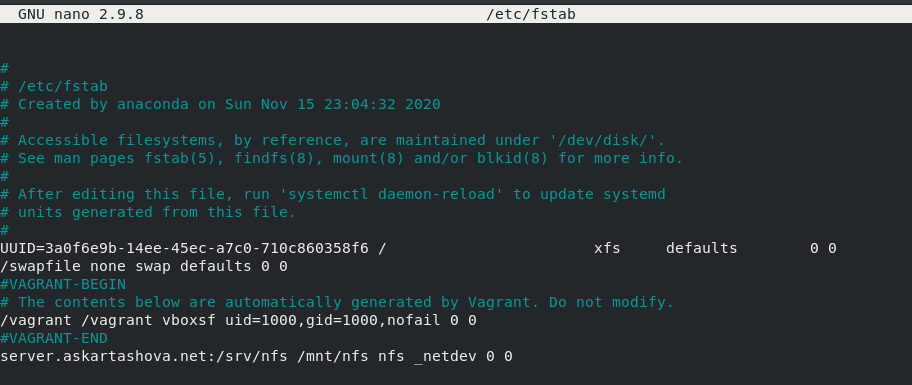 GNU nano 2.9.8 /etc/fstab
#
# /etc/fstab
# Created by anaconda on Sun Nov 15 23:04:32 2020
#
# Accessible filesystems, by reference, are maintained under '/dev/disk/'.
# See man pages fstab(5), findfs(8), mount(8) and/or blkid(8) for more info.
#
# After editing this file, run 'systemctl daemon-reload' to update systemd
# units generated from this file.
#
UUID=3a0f6e9b-14ee-45ec-a7c0-710c860358f6 / xfs defaults 0 0
/swapfile none swap defaults 0 0
#VAGRANT-BEGIN
# The contents below are automatically generated by Vagrant. Do not modify.
/vagrant /vagrant vboxsf uid=1000,gid=1000,nofail 0 0
#VAGRANT-END
server.askartashova.net:/srv/nfs /mnt/nfs nfs _netdev 0 0